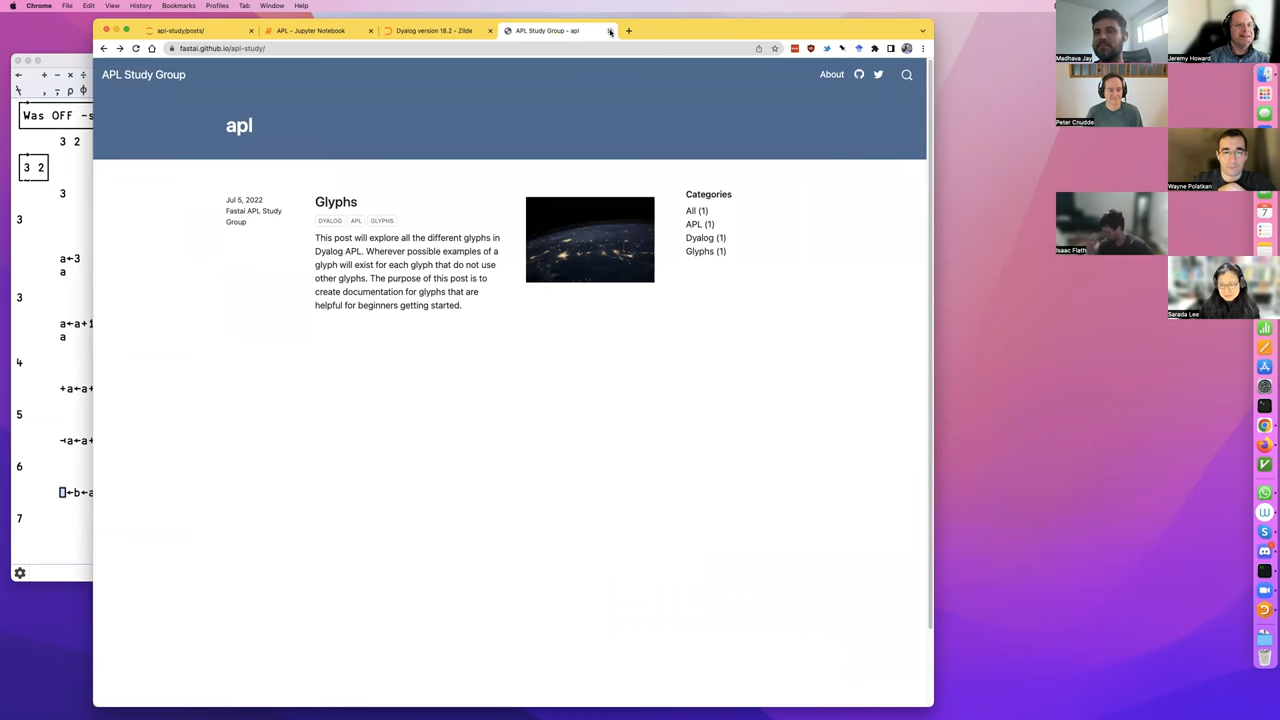 Chrome File Edit View History Bookmarks Profiles Tab Window Help
apl-study/posts/
APL - Jupyter Notebook
Dyalog version 18.2 - Zilde
APL Study Group - apl
fastai.github.io/apl-study/
APL Study Group
About
apl
Jul 5, 2022
Fastai APL Study
Group
Glyphs
DYALOG APL GLYPHS
This post will explore all the different glyphs in
Dyalog APL. Wherever possible examples of
a glyph will exist for each glyph that do not use
other glyphs. The purpose of this post is to
create documentation for glyphs that are
helpful for beginners getting started.
Categories
All (1)
APL (1)
Dyalog (1)
Glyphs (1)
← + - × ÷
\ , ⍪ ⍴ ⌽
Was OFF -s
3 2
3 2
3
3
a←3
a
3
a←a+1
a
4
+a←a+
5
⊣a←a+
6
⎕←b←a
7
Madhava Jay
Jeremy Howard
Peter Cnudde
Wayne Polatkan
Isaac Flath
Sarada Lee
7